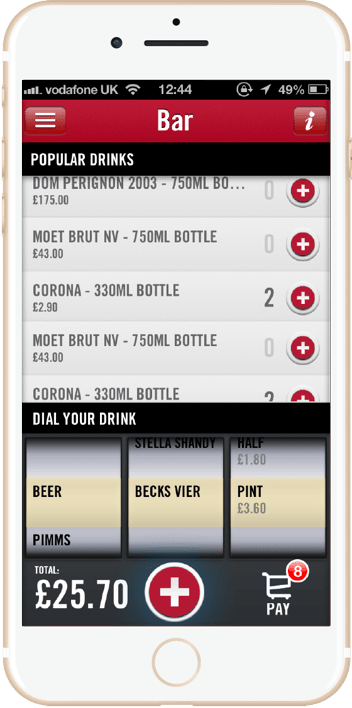 vodafone UK 12:44 49%
Bar i
POPULAR DRINKS
DOM PERIGNON 2003 - 750ML BO...
£175.00
0
MOET BRUT NV - 750ML BOTTLE
£43.00
0
CORONA - 330ML BOTTLE
£2.90
2
MOET BRUT NV - 750ML BOTTLE
£43.00
0
CORONA - 330ML BOTTLE
2
DIAL YOUR DRINK
STELLA SHANDY HALF
£1.80
BEER BECKS VIER PINT
£3.60
PIMMS
TOTAL:
£25.70
8
PAY